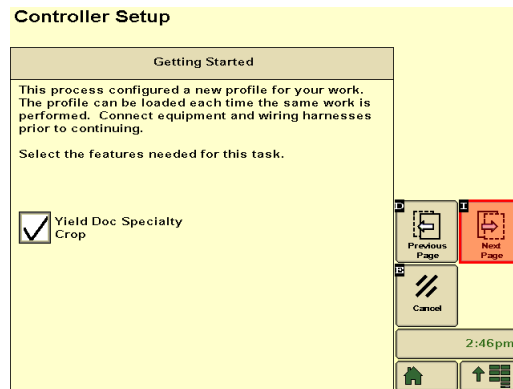 Controller Setup
Getting Started
This process configured a new profile for your work.
The profile can be loaded each time the same work is
performed. Connect equipment and wiring harnesses
prior to continuing.
Select the features needed for this task.
Yield Doc Specialty
Crop
D
Previous
Page
I
Next
Page
E
Cancel
2:46pm